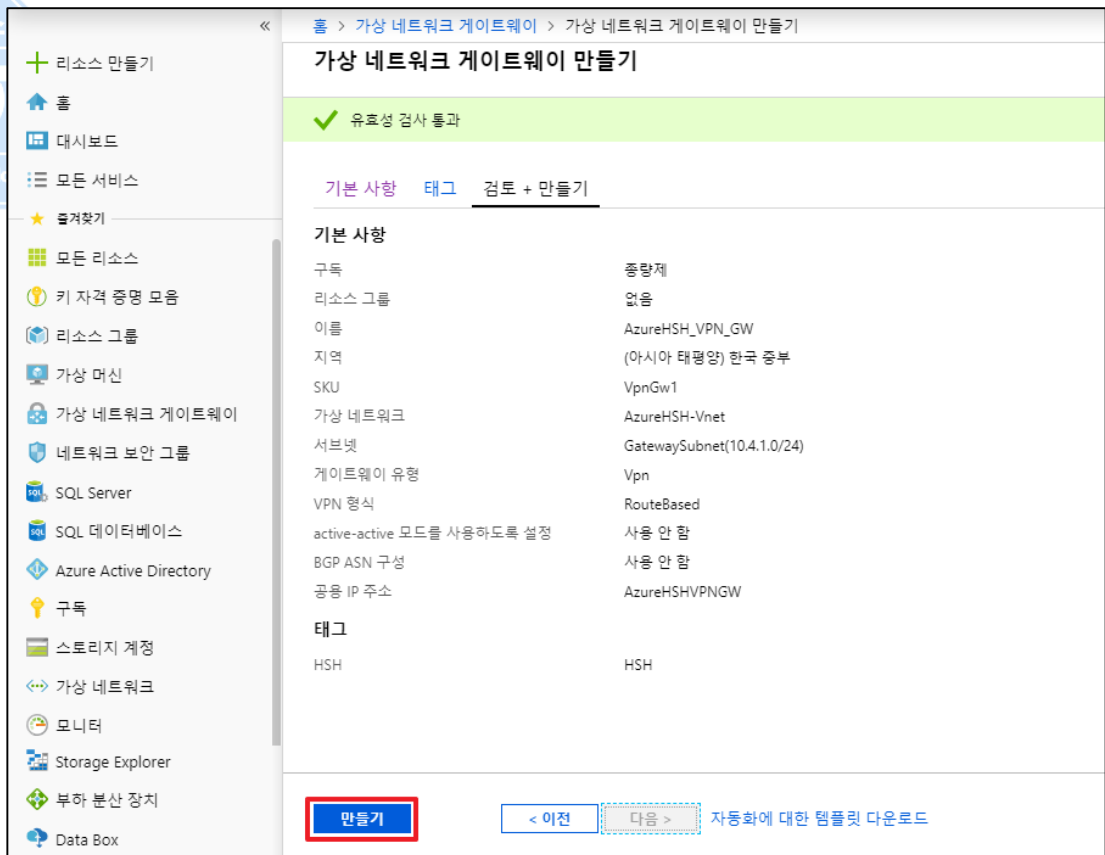 «
리소스 만들기
홈
대시보드
모든 서비스
즐겨찾기
모든 리소스
키 자격 증명 모음
리소스 그룹
가상 머신
가상 네트워크 게이트웨이
네트워크 보안 그룹
SQL Server
SQL 데이터베이스
Azure Active Directory
구독
스토리지 계정
가상 네트워크
모니터
Storage Explorer
부하 분산 장치
Data Box
홈 > 가상 네트워크 게이트웨이 > 가상 네트워크 게이트웨이 만들기
가상 네트워크 게이트웨이 만들기
유효성 검사 통과
기본 사항 태그 검토 + 만들기
기본 사항
구독 종량제
리소스 그룹 없음
이름 AzureHSH_VPN_GW
지역 (아시아 태평양) 한국 중부
SKU VpnGw1
가상 네트워크 AzureHSH-Vnet
서브넷 GatewaySubnet(10.4.1.0/24)
게이트웨이 유형 Vpn
VPN 형식 RouteBased
active-active 모드를 사용하도록 설정 사용 안 함
BGP ASN 구성 사용 안 함
공용 IP 주소 AzureHSHVPNGW
태그
HSH HSH
만들기 < 이전 다음 > 자동화에 대한 템플릿 다운로드